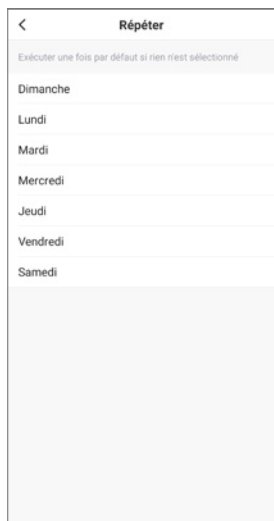 Répéter
Exécuter une fois par défaut si rien n'est sélectionné
Dimanche
Lundi
Mardi
Mercredi
Jeudi
Vendredi
Samedi